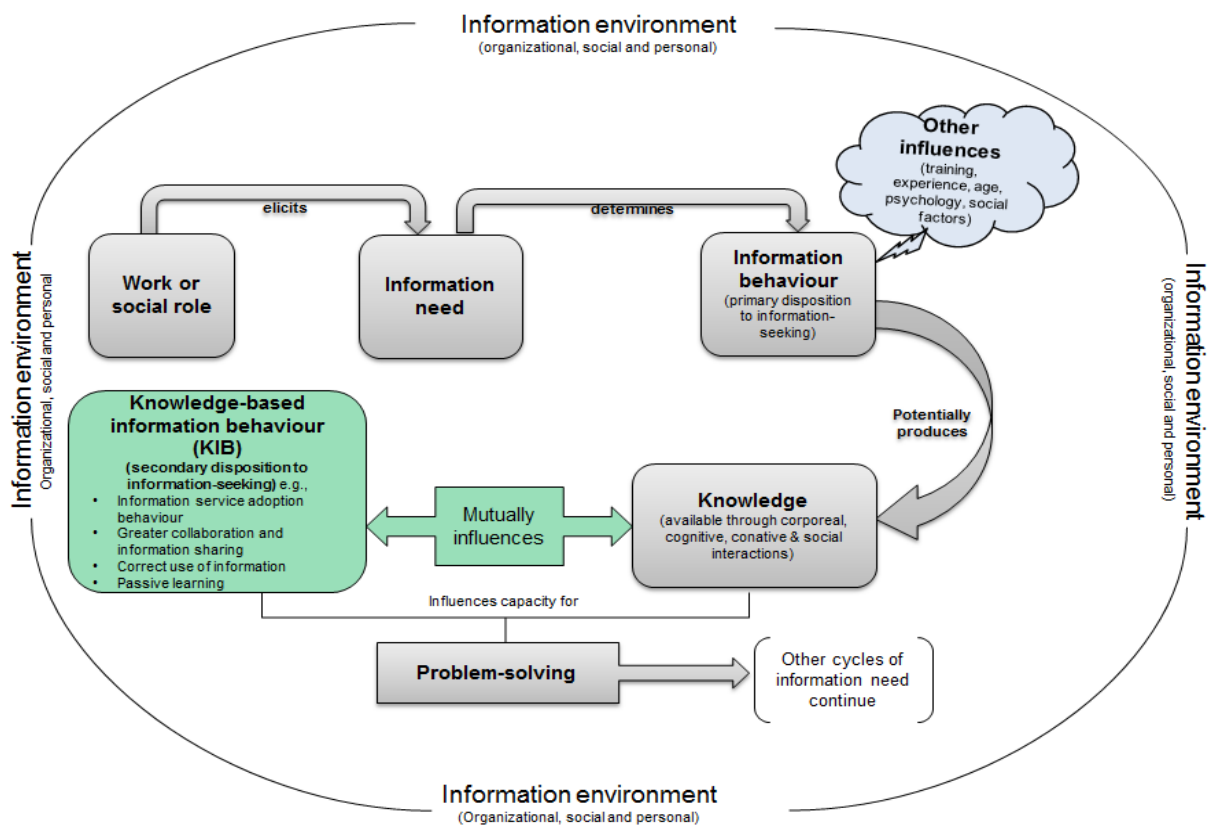 Information environment
(organizational, social and personal)
Other
influences
(training,
experience, age,
psychology, social
factors)
elicits
determines
Work or
social role
Information
need
Information
behaviour
(primary disposition
to information-
seeking)
Information environment
Organizational, social and personal
Information environment
(organizational, social and personal)
Potentially
produces
Knowledge-based
information behaviour
(KIB)
(secondary disposition to
information-seeking) e.g.,
• Information service adoption
behaviour
• Greater collaboration and
information sharing
• Correct use of information
• Passive learning
Mutually
influences
Knowledge
(available through corporeal,
cognitive, conative & social
interactions)
Influences capacity for
Problem-solving
Other cycles of
information need
continue
Information environment
(Organizational, social and personal)